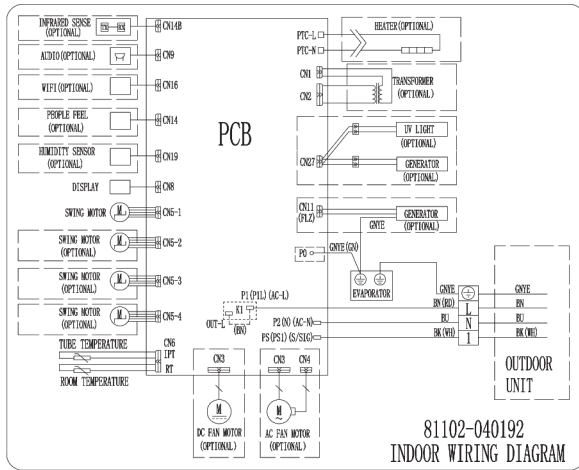 INFRARED SENSE
(OPTIONAL)
CN14B
AUDIO(OPTIONAL)
CN9
WIFI(OPTIONAL)
CN16
PEOPLE FEEL
(OPTIONAL)
CN14
HUMIDITY SENSOR
(OPTIONAL)
CN19
DISPLAY
CN8
SWING MOTOR
M
CN5-1
SWING MOTOR
(OPTIONAL)
M
CN5-2
SWING MOTOR
(OPTIONAL)
M
CN5-3
SWING MOTOR
(OPTIONAL)
M
CN5-4
TUBE TEMPERATURE
CN6
IPT
RT
ROOM TEMPERATURE
PCB
PTC-L
PTC-N
HEATER(OPTIONAL)
CN1
CN2
TRANSFORMER
(OPTIONAL)
CN27
UV LIGHT
(OPTIONAL)
GENERATOR
(OPTIONAL)
CN11
(FLZ)
GENERATOR
(OPTIONAL)
GNYE
P0
GNYE(GN)
EVAPORATOR
P1(P1L)(AC-L)
K1
OUT-L
(BN)
P2(N)(AC-N)
PS(PS1)(S/SIG)
GNYE
GNYE
BN(RD)
L
BN
BU
N
BU
BK(WH)
1
BK(WH)
OUTDOOR
UNIT
CN3
M
DC FAN MOTOR
(OPTIONAL)
CN3
CN4
M
AC FAN MOTOR
(OPTIONAL)
81102-040192
INDOOR WIRING DIAGRAM